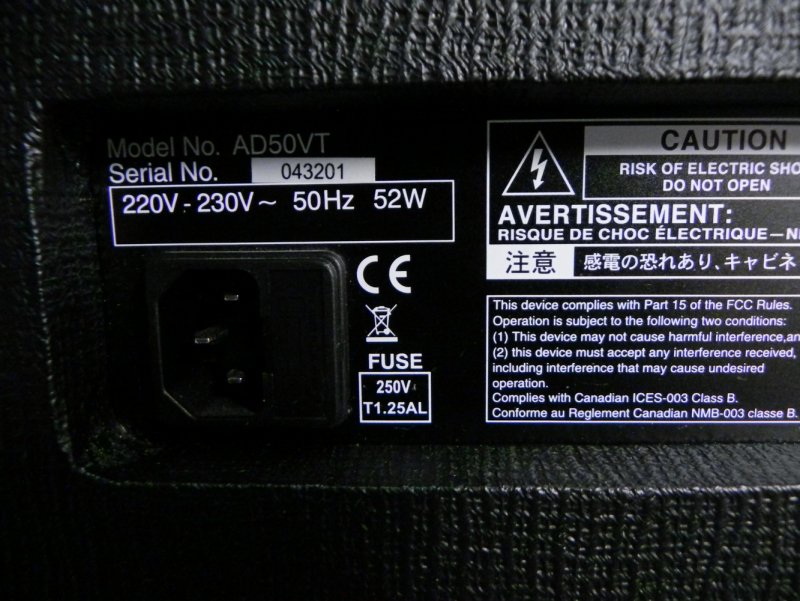 Model No. AD50VT
Serial No. 043201
220V - 230V ~ 50Hz 52W
CE
FUSE
250V
T1.25AL
CAUTION
RISK OF ELECTRIC SHO
DO NOT OPEN
AVERTISSEMENT:
RISQUE DE CHOC ÉLECTRIQUE—N
注意 感電の恐れあり、キャビネ
This device complies with Part 15 of the FCC Rules.
Operation is subject to the following two conditions:
(1) This device may not cause harmful interference,an
(2) this device must accept any interference received,
including interference that may cause undesired
operation.
Complies with Canadian ICES-003 Class B.
Conforme au Reglement Canadian NMB-003 classe B.